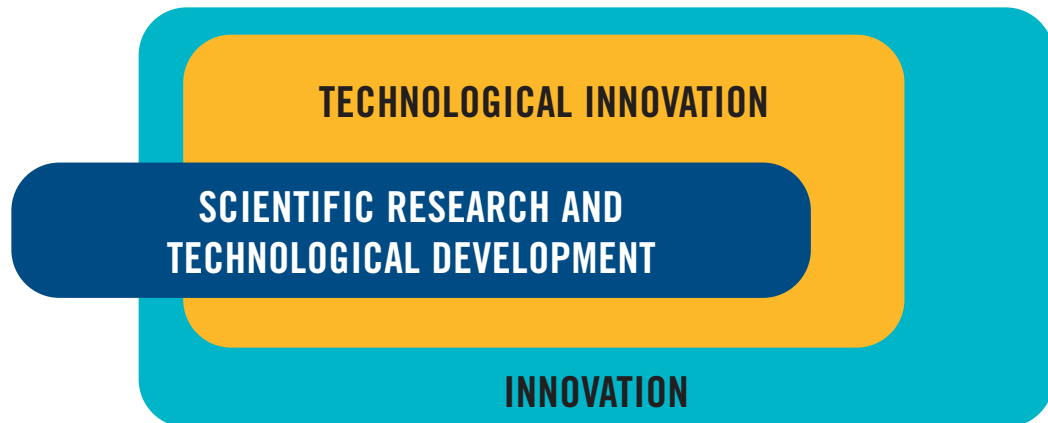 TECHNOLOGICAL INNOVATION
SCIENTIFIC RESEARCH AND
TECHNOLOGICAL DEVELOPMENT
INNOVATION